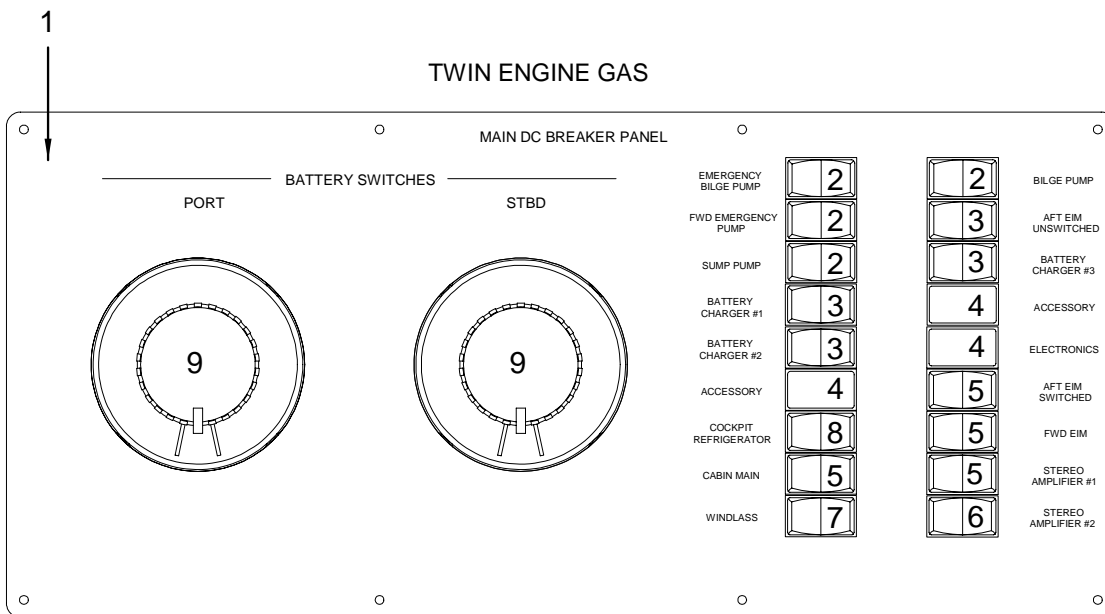 1
TWIN ENGINE GAS
MAIN DC BREAKER PANEL
BATTERY SWITCHES
PORT
STBD
9
9
EMERGENCY
BILGE PUMP
2
FWD EMERGENCY
PUMP
2
SUMP PUMP
2
BATTERY
CHARGER #1
3
BATTERY
CHARGER #2
3
ACCESSORY
4
COCKPIT
REFRIGERATOR
8
CABIN MAIN
5
WINDLASS
7
2
BILGE PUMP
3
AFT EIM
UNSWITCHED
3
BATTERY
CHARGER #3
4
ACCESSORY
4
ELECTRONICS
5
AFT EIM
SWITCHED
5
FWD EIM
5
STEREO
AMPLIFIER #1
6
STEREO
AMPLIFIER #2